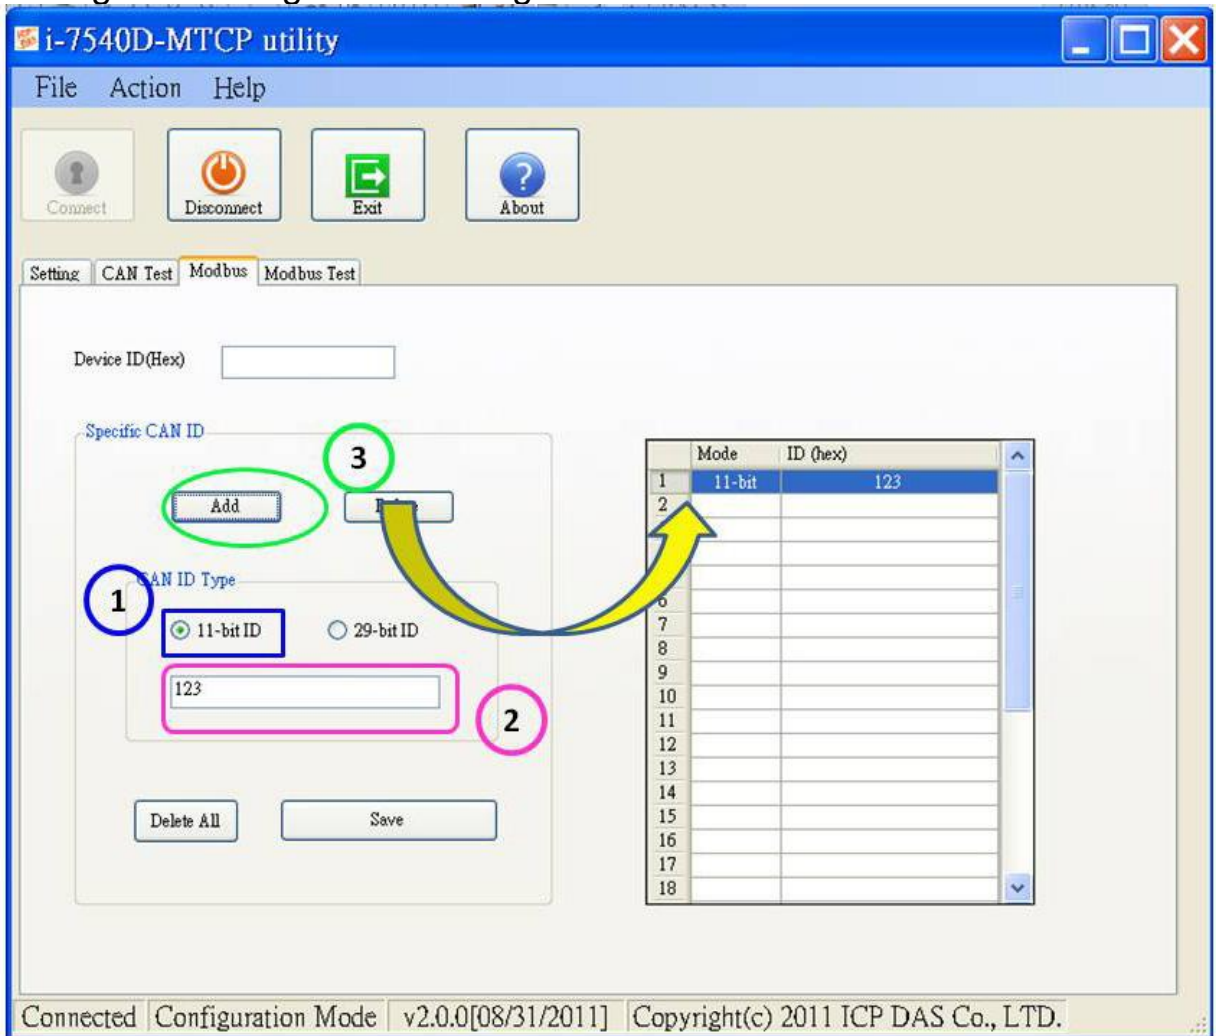 i-7540D-MTCP utility
File Action Help
Connect Disconnect Exit About
Setting CAN Test Modbus Modbus Test
Device ID(Hex)
Specific CAN ID
3
Mode ID (hex)
1 11-bit 123
Add
2
CAN ID Type
1
6
11-bit ID 29-bit ID
7
8
9
123
10
2
11
12
13
14
Delete All Save
15
16
17
18
Connected Configuration Mode v2.0.0[08/31/2011] Copyright(c) 2011 ICP DAS Co., LTD.